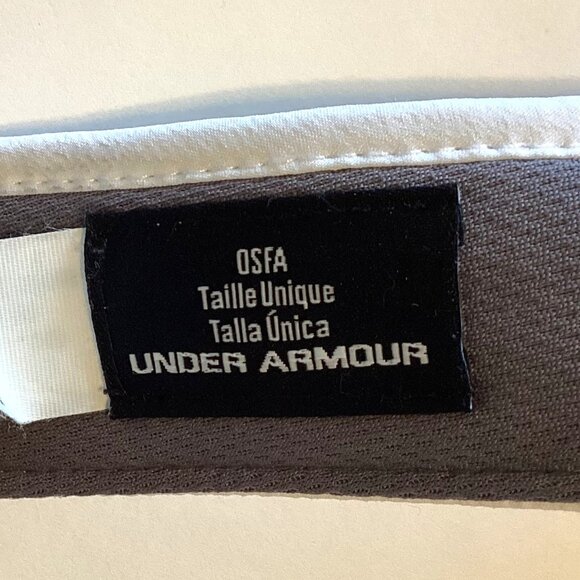 OSFA
Taille Unique
Talla Única
UNDER ARMOUR